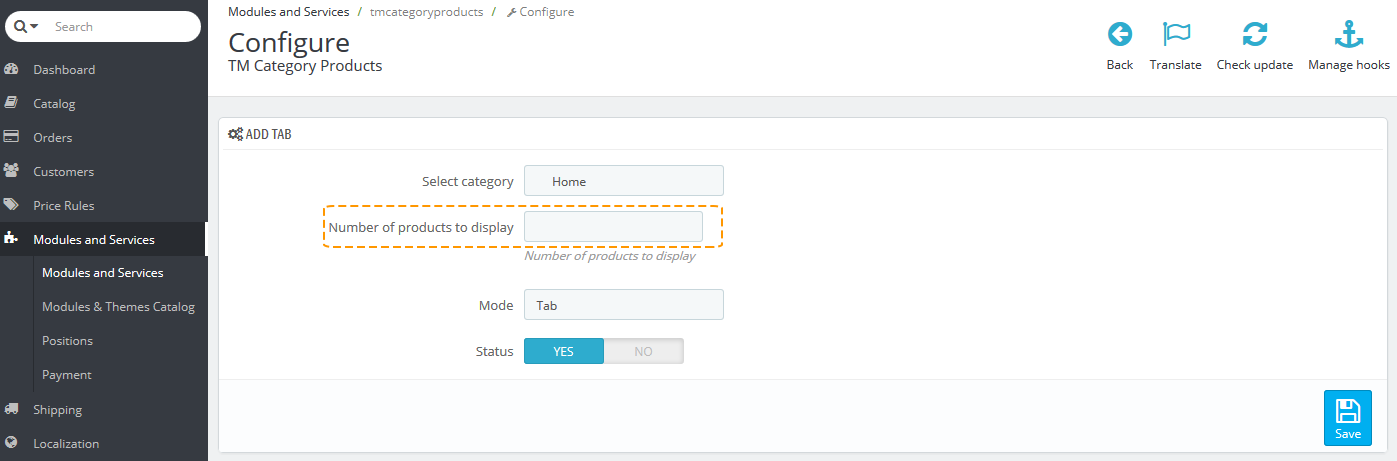 Search
Dashboard
Catalog
Orders
Customers
Price Rules
Modules and Services
Modules and Services
Modules & Themes Catalog
Positions
Payment
Shipping
Localization
Modules and Services / tmcategoryproducts / Configure
Configure
TM Category Products
Back Translate Check update Manage hooks
ADD TAB
Select category Home
Number of products to display
Number of products to display
Mode Tab
Status YES NO
Save